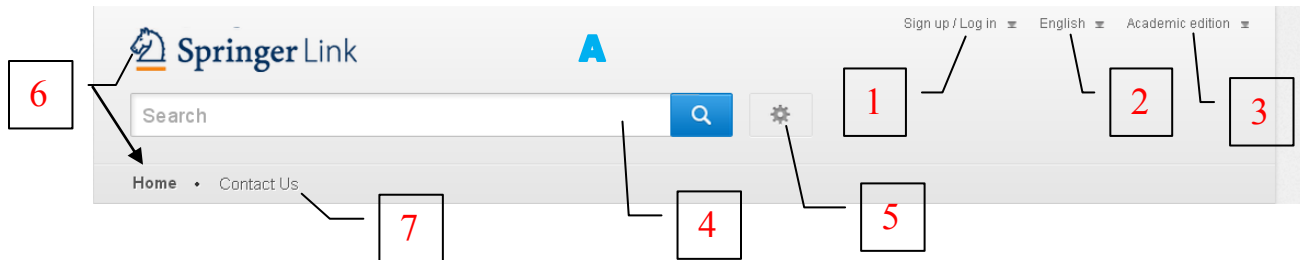 Sign up / Log in English Academic edition
Springer Link
A
6
1
2
3
Search
Home • Contact Us
7
4
5